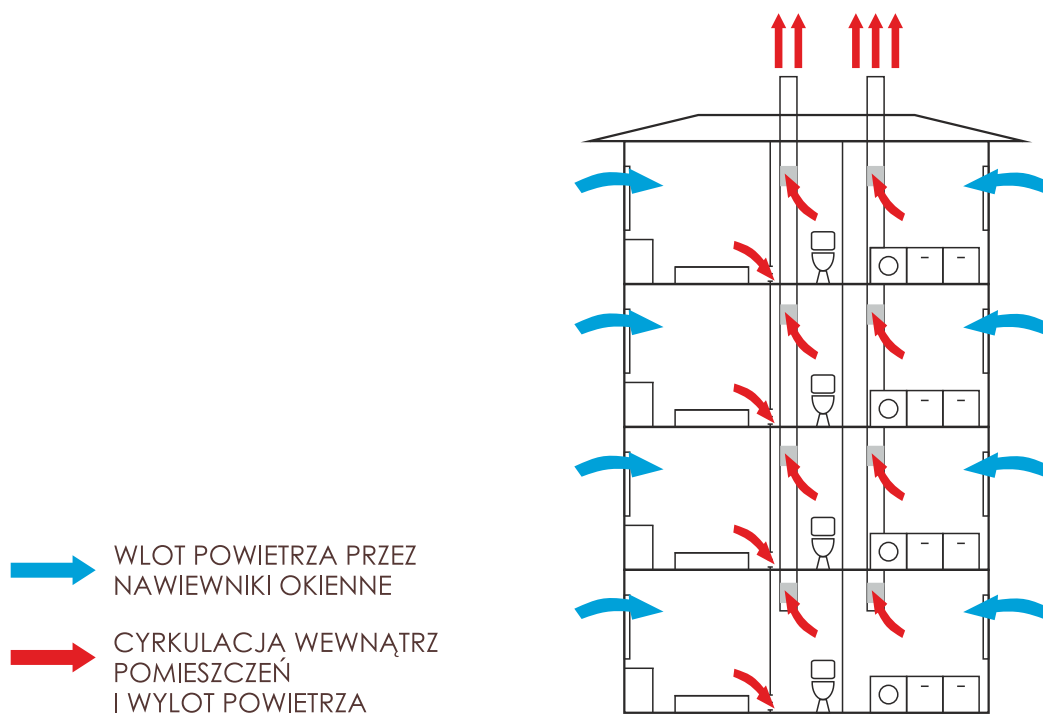 WLOT POWIETRZA PRZEZ
NAWIEWNIKI OKIENNE
CYRKULACJA WEWNĄTRZ
POMIESZCZEŃ
I WYLOT POWIETRZA